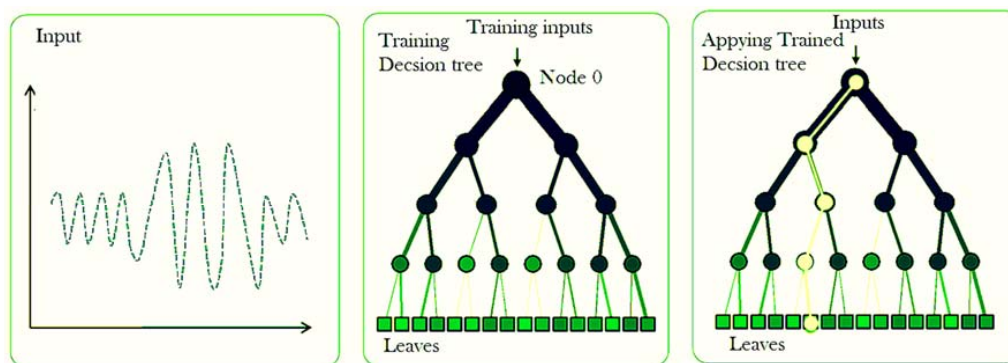 Input
Training inputs
Training
Decsion tree
Node 0
Leaves
Inputs
Appying Trained
Decsion tree
Leaves